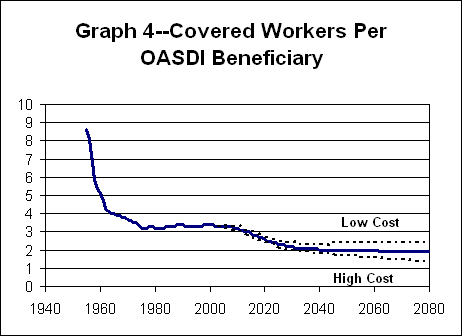 Graph 4--Covered Workers Per
OASDI Beneficiary
10
9
8
7
6
5
4
3
2
1
0
Low Cost
High Cost
1940 1960 1980 2000 2020 2040 2060 2080